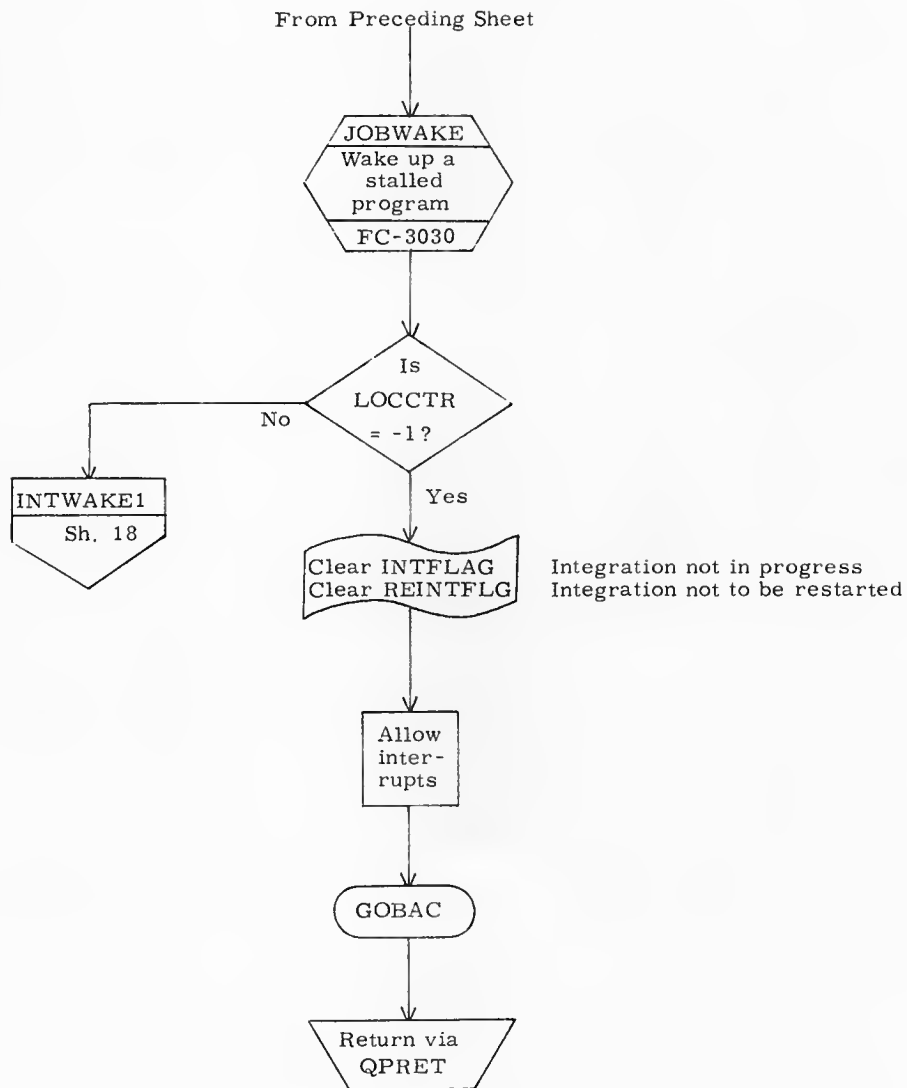 From Preceding Sheet
JOBWAKE
Wake up a
stalled
program
FC-3030
Is
LOCCTR
= -1?
No
Yes
INTWAKE1
Sh. 18
Clear INTFLAG Integration not in progress
Clear REINTFLG Integration not to be restarted
Allow
inter-
rupts
GOBAC
Return via
QPRET